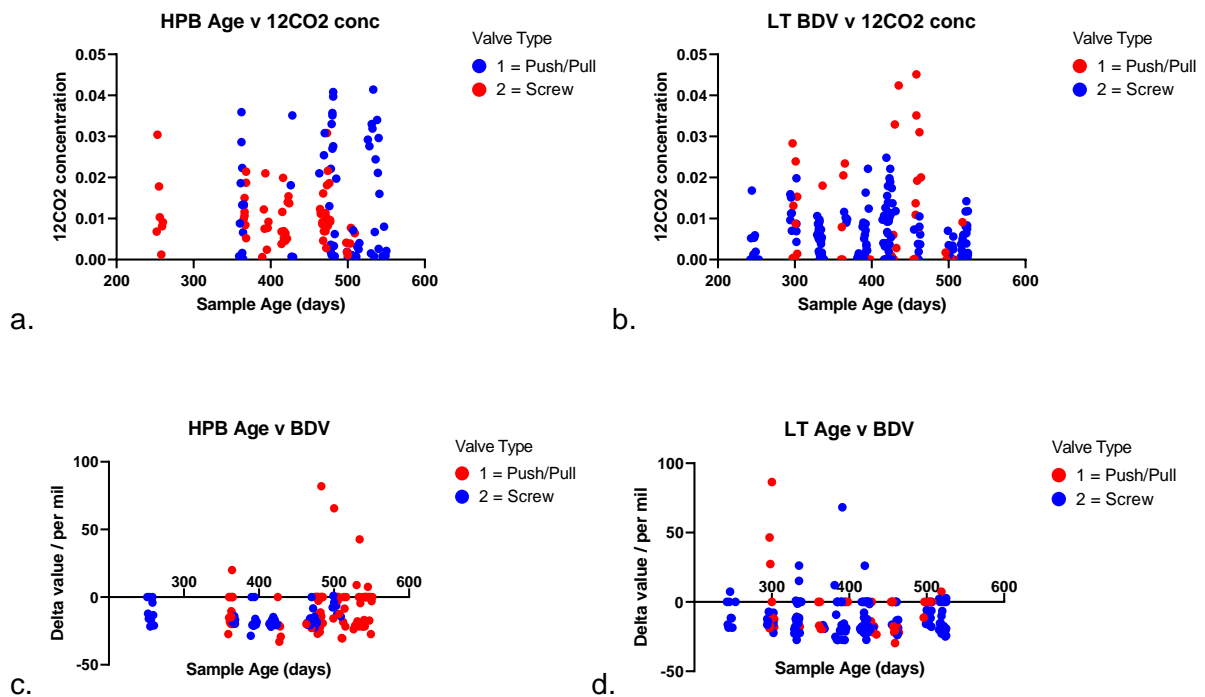 HPB Age v 12CO2 conc
Valve Type
1 = Push/Pull
2 = Screw
12CO2 concentration
0.05
0.04
0.03
0.02
0.01
0.00
200 300 400 500 600
Sample Age (days)
a.
LT BDV v 12CO2 conc
Valve Type
1 = Push/Pull
2 = Screw
12CO2 concentration
0.05
0.04
0.03
0.02
0.01
0.00
200 300 400 500 600
Sample Age (days)
b.
HPB Age v BDV
Valve Type
1 = Push/Pull
2 = Screw
Delta value / per mil
100
50
0
-50
300 400 500 600
Sample Age (days)
c.
LT Age v BDV
Valve Type
1 = Push/Pull
2 = Screw
Delta value / per mil
100
50
0
-50
300 400 500 600
Sample Age (days)
d.